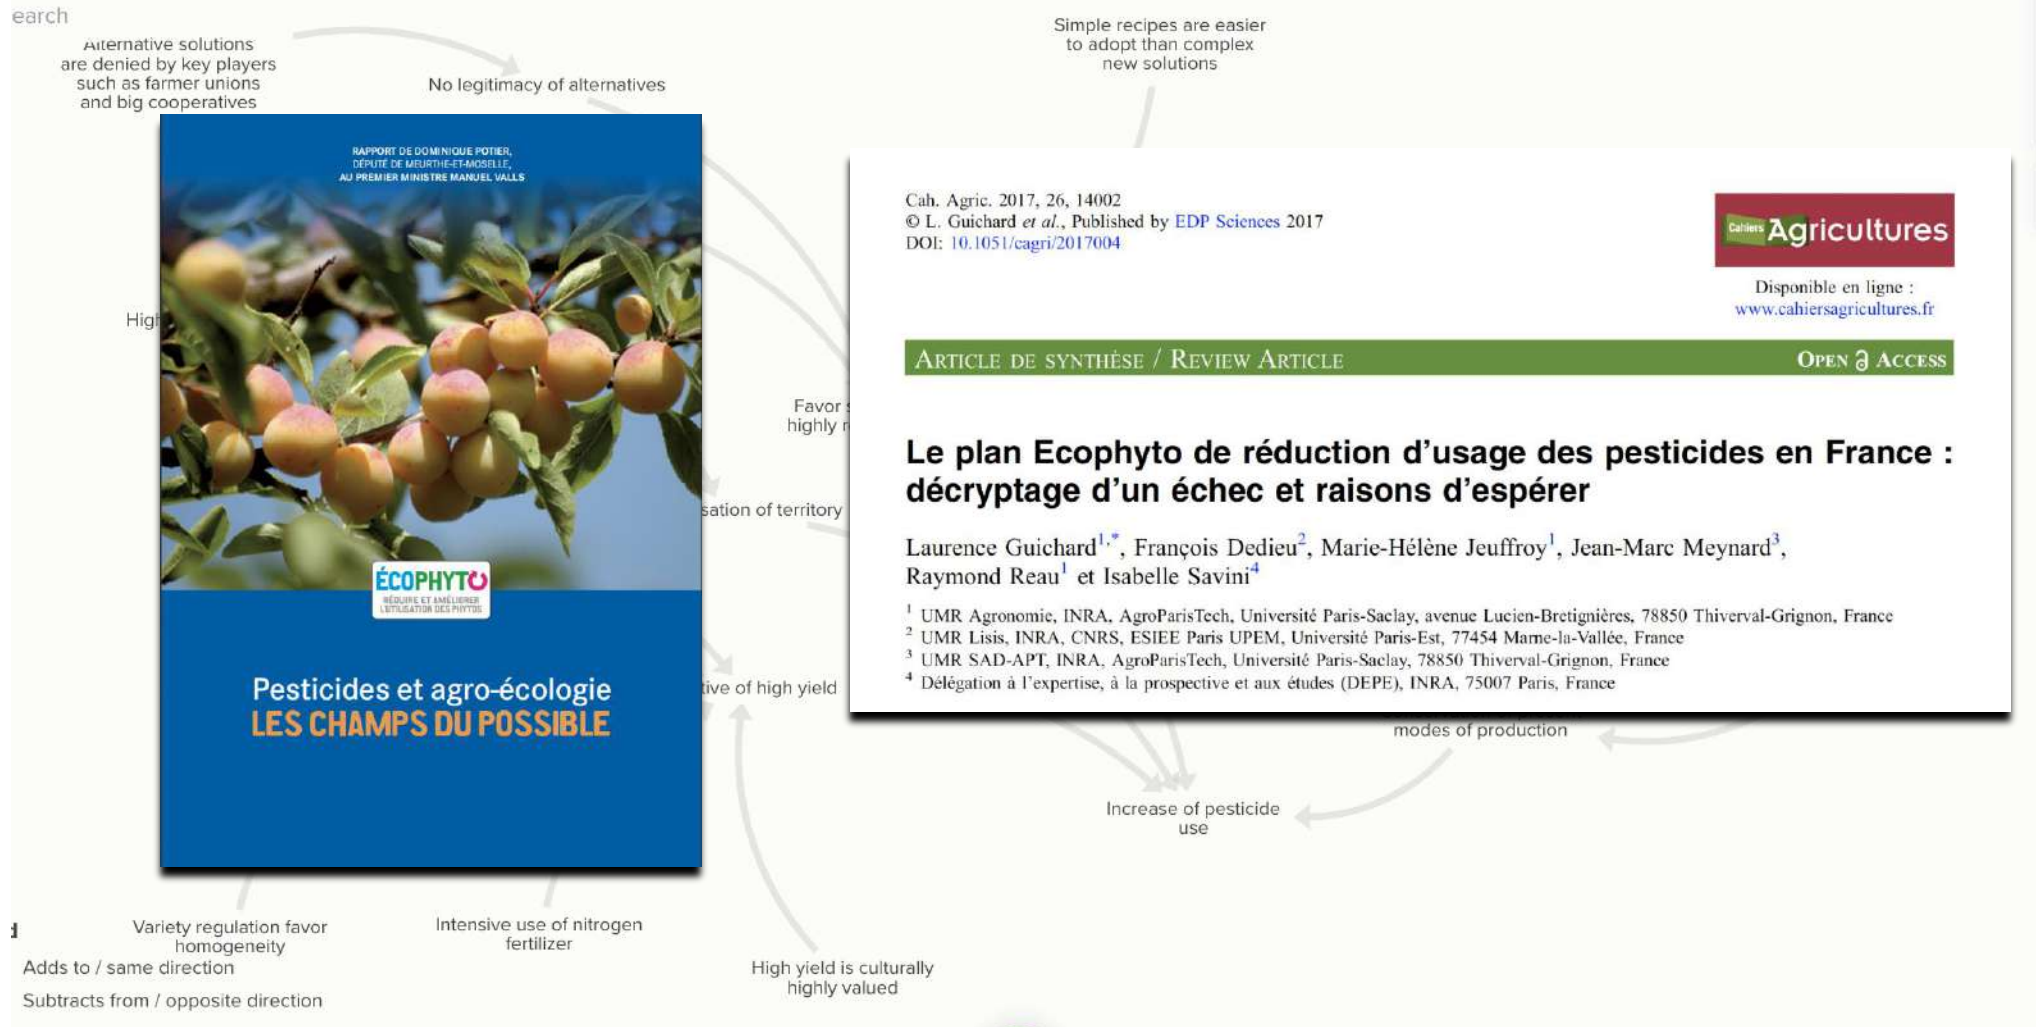 earch
Alternative solutions
are denied by key players
such as farmer unions
and big cooperatives
No legitimacy of alternatives
Simple recipes are easier
to adopt than complex
new solutions
RAPPORT DE DOMINIQUE POTIER,
DÉPUTÉ DE MEURTHE-ET-MOSELLE,
AU PREMIER MINISTRE MANUEL VALLS
ÉCOPHYTO
RÉDUIRE ET AMÉLIORER
L'UTILISATION DES PHYTOS
Pesticides et agro-écologie
LES CHAMPS DU POSSIBLE
High
Favor
highly
sation of territory
tive of high yield
Cah. Agric. 2017, 26, 14002
© L. Guichard et al., Published by EDP Sciences 2017
DOI: 10.1051/cagri/2017004
Cahiers Agricultures
Disponible en ligne :
www.cahiersagricultures.fr
ARTICLE DE SYNTHÈSE / REVIEW ARTICLE
OPEN ACCESS
Le plan Ecophyto de réduction d'usage des pesticides en France :
décryptage d'un échec et raisons d'espérer
Laurence Guichard1,*, François Dedieu2, Marie-Hélène Jeuffroy1, Jean-Marc Meynard3,
Raymond Reau1 et Isabelle Savini4
1 UMR Agronomie, INRA, AgroParisTech, Université Paris-Saclay, avenue Lucien-Bretignières, 78850 Thiverval-Grignon, France
2 UMR Lisis, INRA, CNRS, ESIEE Paris UPEM, Université Paris-Est, 77454 Marne-la-Vallée, France
3 UMR SAD-APT, INRA, AgroParisTech, Université Paris-Saclay, 78850 Thiverval-Grignon, France
4 Délégation à l'expertise, à la prospective et aux études (DEPE), INRA, 75007 Paris, France
modes of production
Increase of pesticide
use
Variety regulation favor
homogeneity
Intensive use of nitrogen
fertilizer
High yield is culturally
highly valued
d
Adds to / same direction
Subtracts from / opposite direction